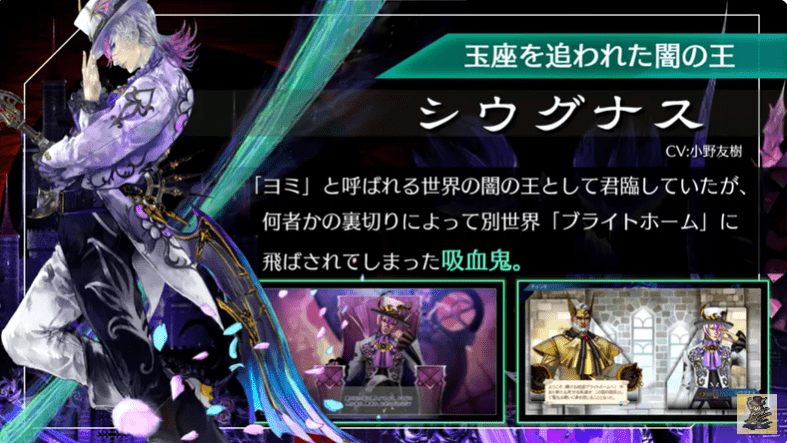 玉座を追われた闇の王
シウグナス
CV:小野友樹
「ヨミ」と呼ばれる世界の闇の王として君臨していたが、
何者かの裏切りによって別世界「ブライトホーム」に
飛ばされてしまった吸血鬼。